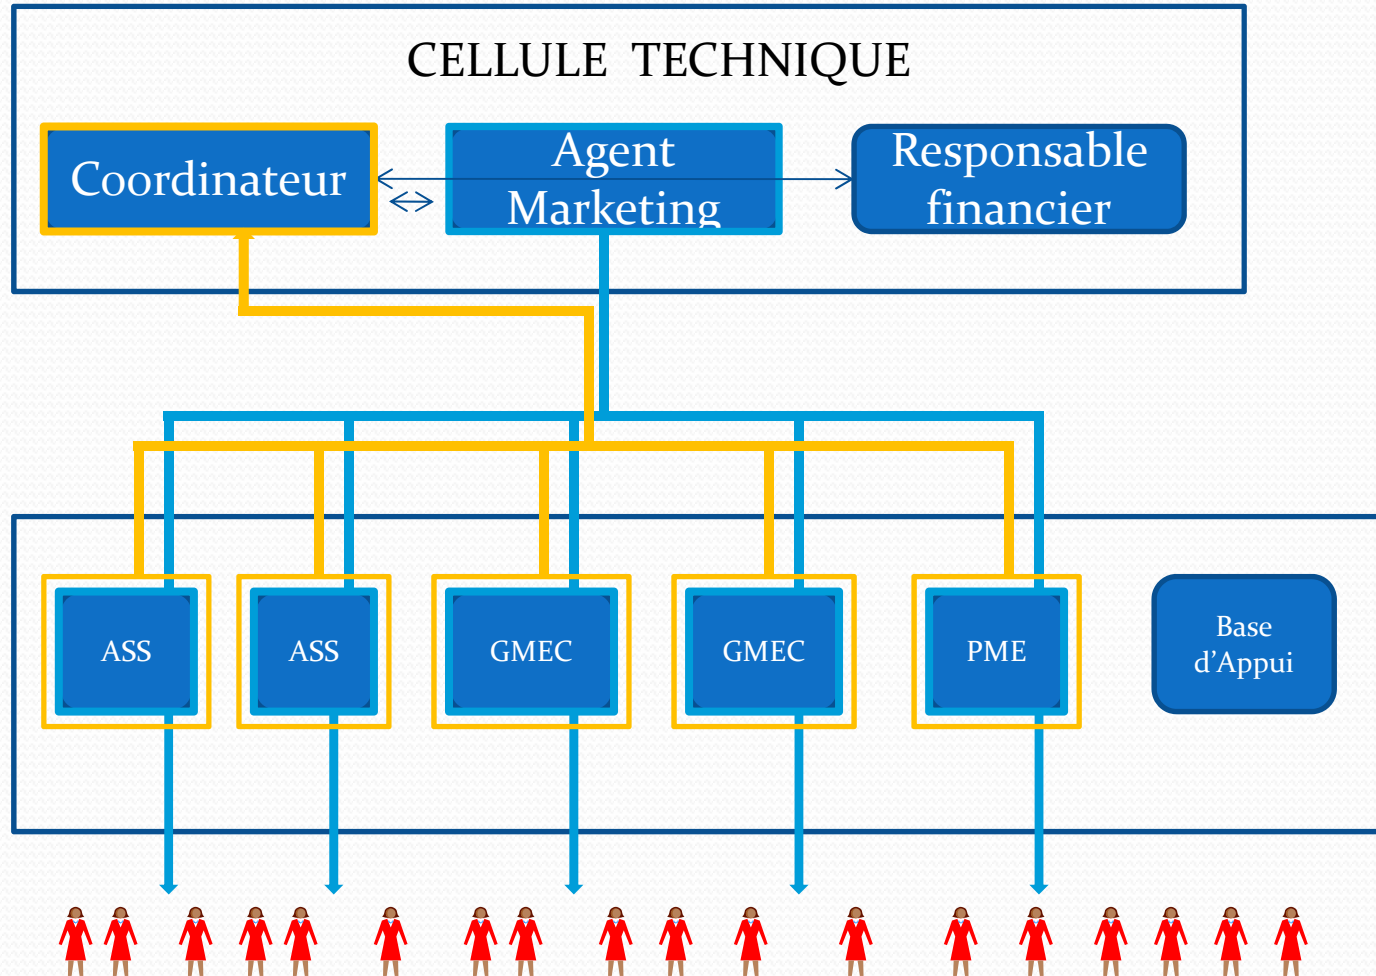 CELLULE TECHNIQUE
Coordinateur
Agent
Marketing
Responsable
financier
ASS
ASS
GMEC
GMEC
PME
Base
d'Appui